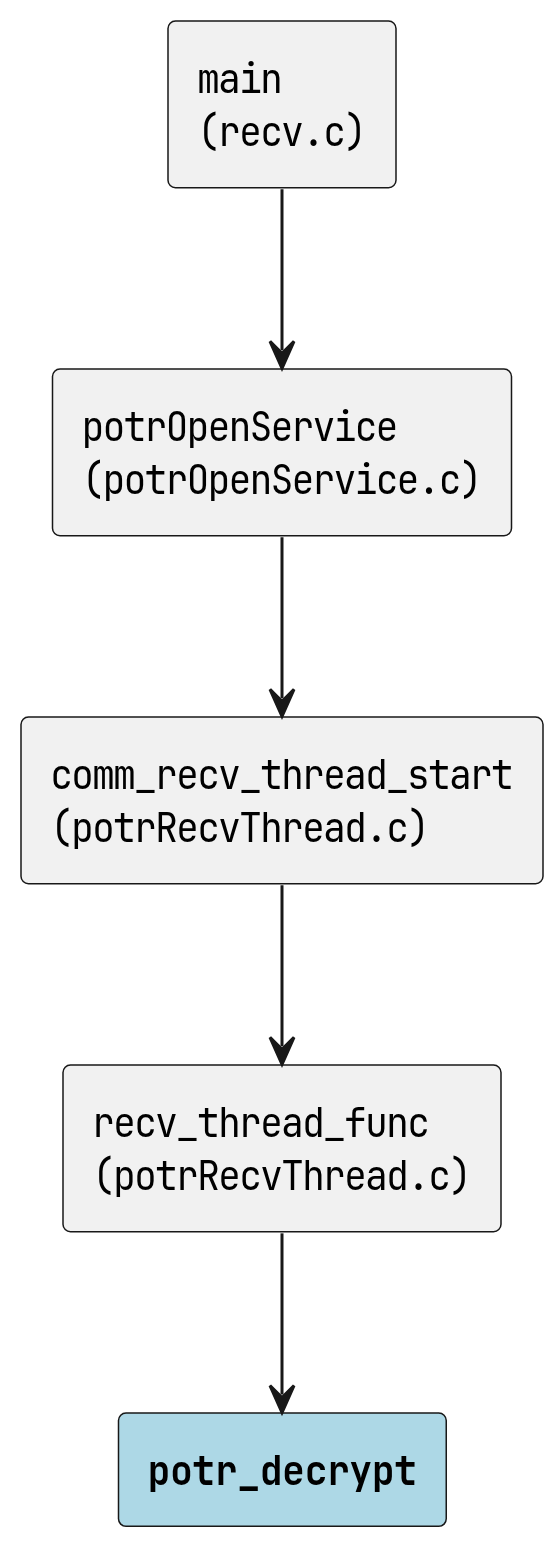 main
(recv.c)
potrOpenService
(potrOpenService.c)
comm_recv_thread_start
(potrRecvThread.c)
recv_thread_func
(potrRecvThread.c)
potr_decrypt